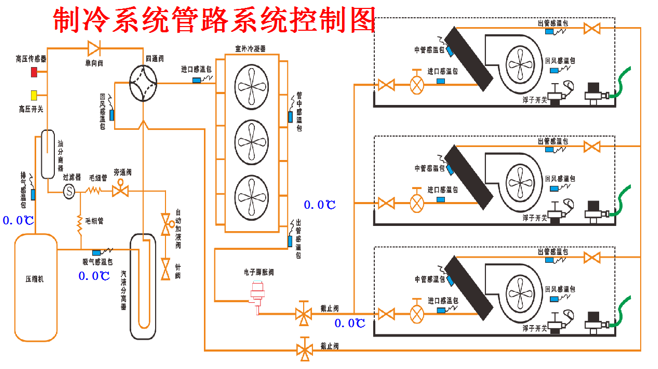 制冷系统管路系统控制图
高压传感器
高压开关
单向阀
四通阀
进口感温包
回风感温包
室外冷凝器
管中感温包
出管感温包
油分离器
排气感温包
0.0℃
过滤器
毛细管
旁通阀
毛细管
自动加液阀
针阀
吸气感温包
0.0℃
压缩机
汽液分离器
0.0℃
电子膨胀阀
截止阀
0.0℃
截止阀
出管感温包
中管感温包
回风感温包
进口感温包
浮子开关
出管感温包
中管感温包
回风感温包
进口感温包
浮子开关
出管感温包
中管感温包
回风感温包
进口感温包
浮子开关